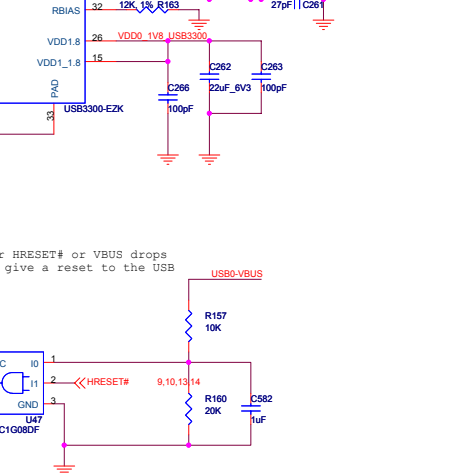 RBIAS 32 12K, 1% R163 27pF C261
VDD1.8 26 VDD0_1V8_USB3300
VDD1_1.8 15
C262 C263
22uF_6V3 100pF
C266
100pF
PAD
33
USB3300-EZK
r HRESET# or VBUS drops
give a reset to the USB
USB0-VBUS
R157
10K
C I0 1
I1 2 HRESET# 9,10,13,14
GND 3
R160
20K
C582
1uF
U47
C1G08DF